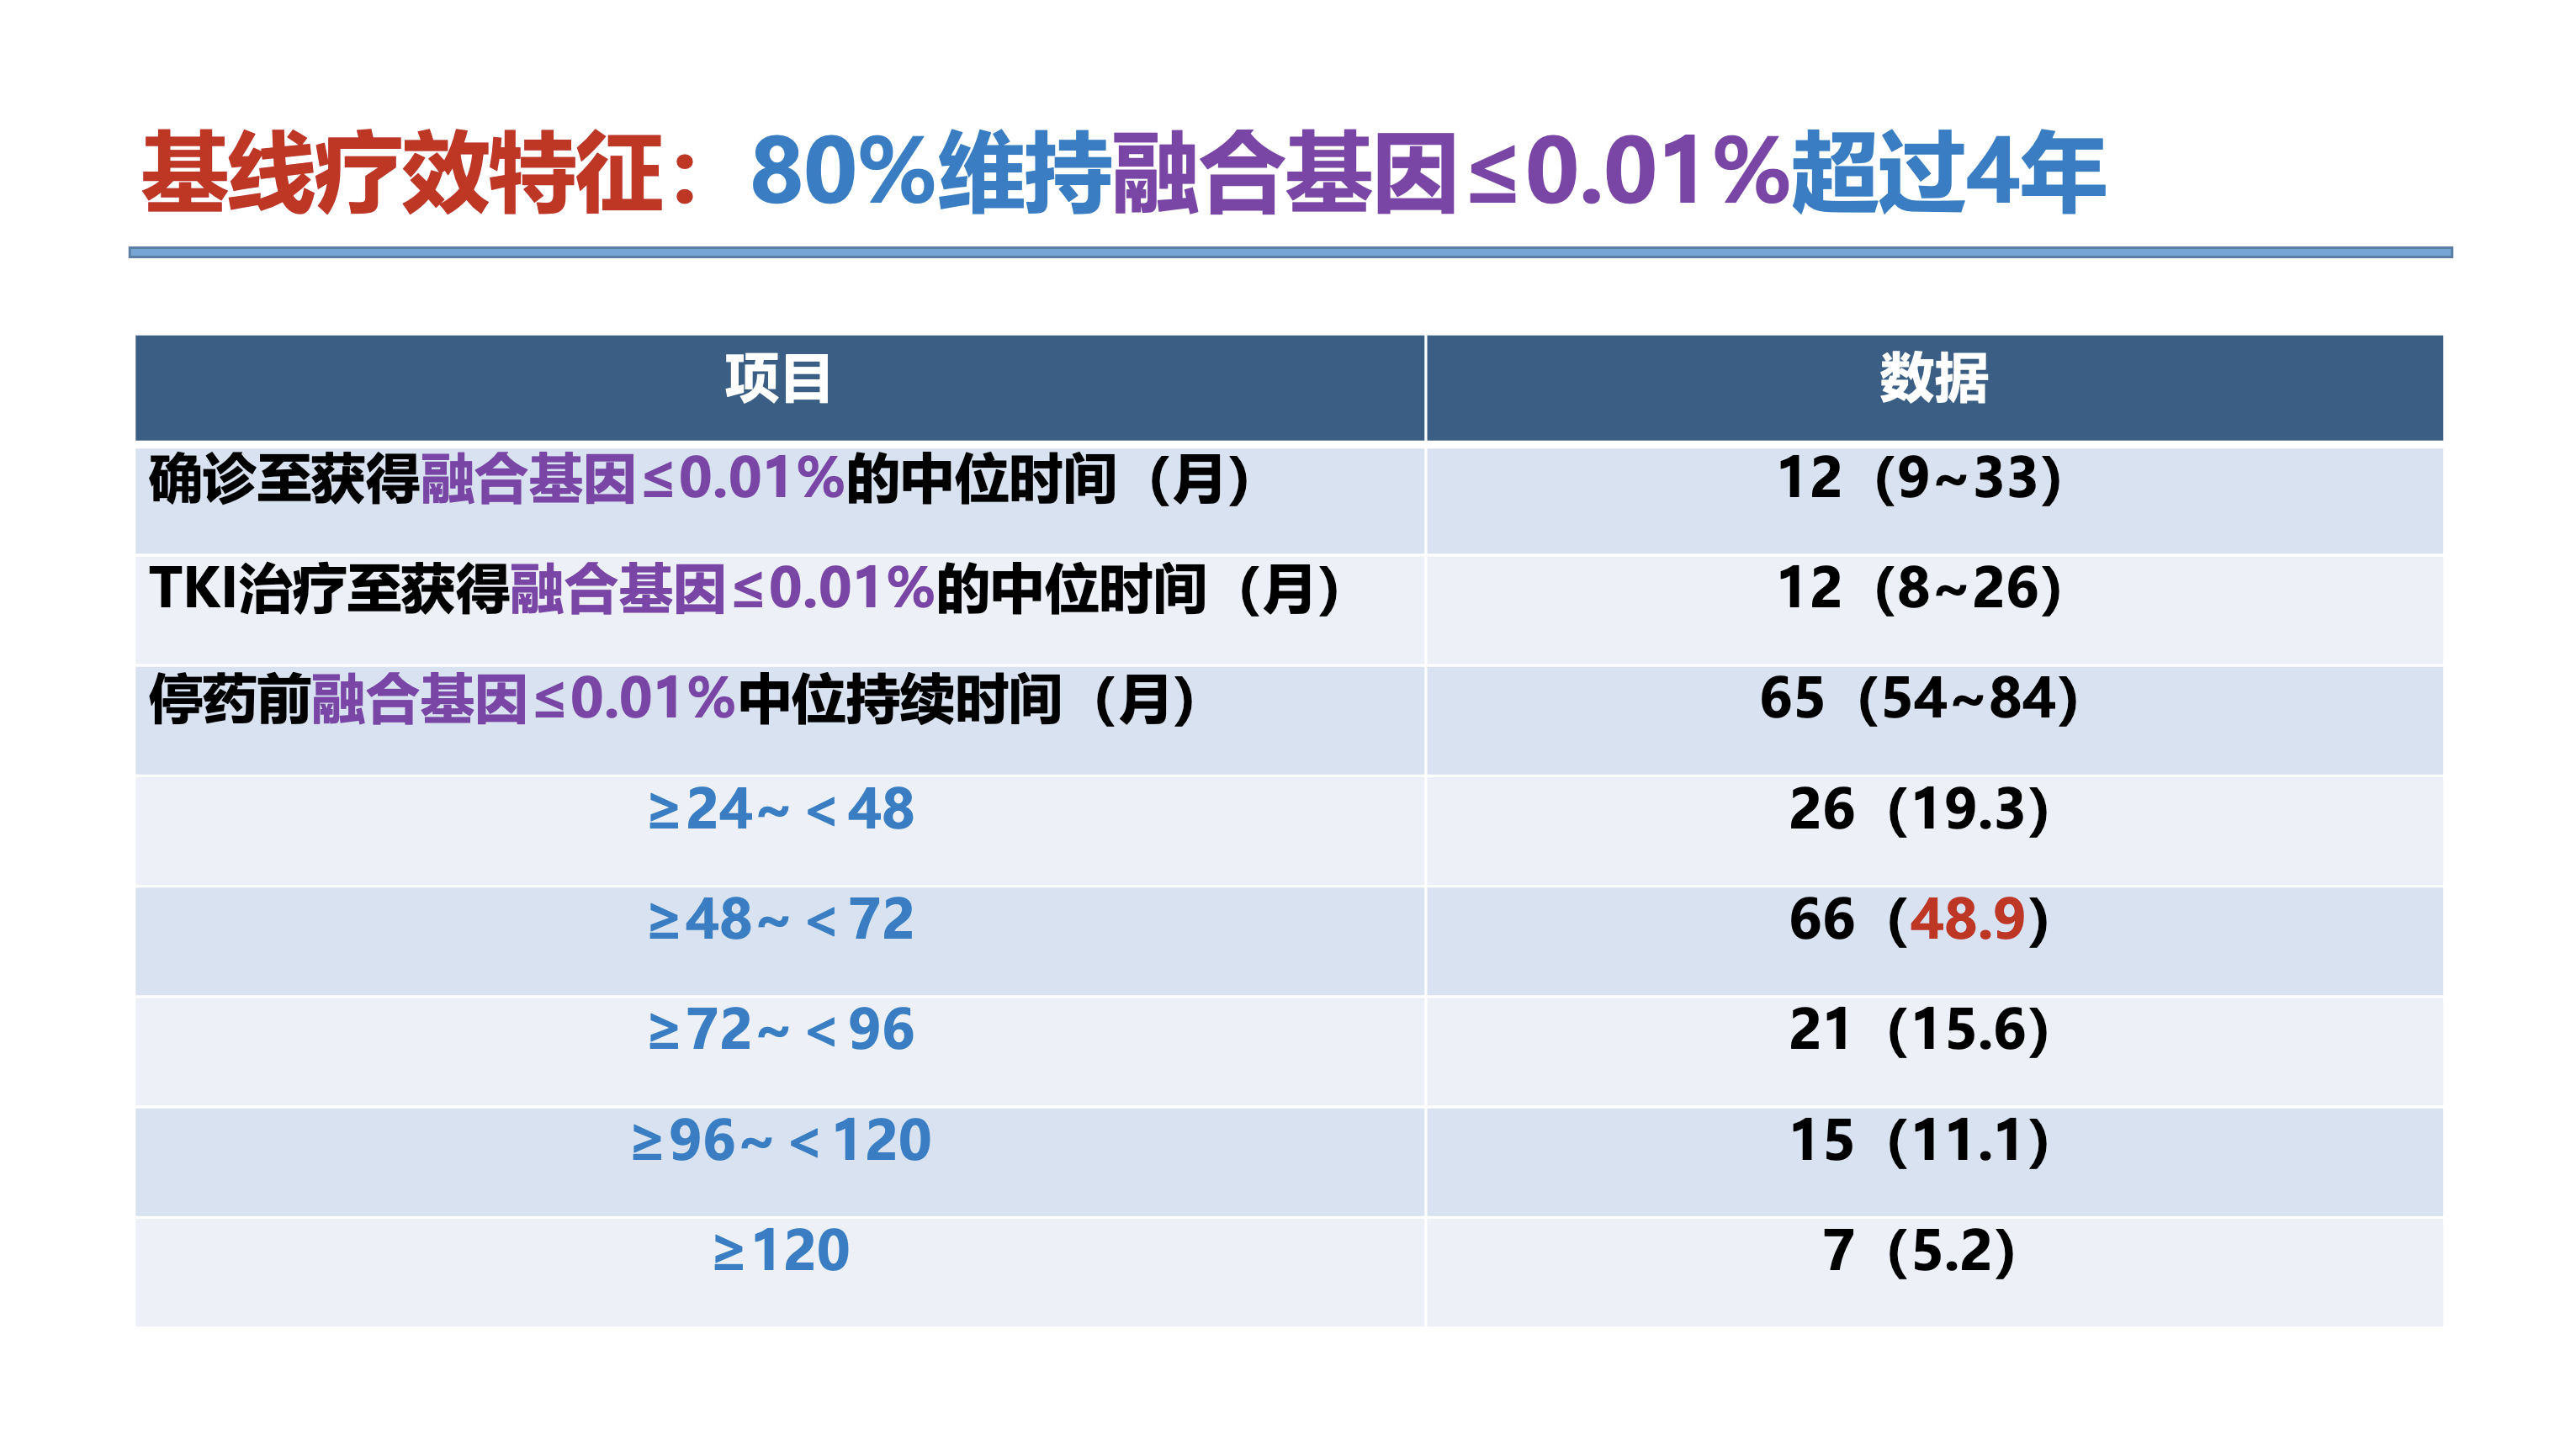 基线疗效特征：80%维持融合基因≤0.01%超过4年
项目 数据
确诊至获得融合基因≤0.01%的中位时间（月） 12（9~33）
TKI治疗至获得融合基因≤0.01%的中位时间（月） 12（8~26）
停药前融合基因≤0.01%中位持续时间（月） 65（54~84）
≥24~＜48 26（19.3）
≥48~＜72 66（48.9）
≥72~＜96 21（15.6）
≥96~＜120 15（11.1）
≥120 7（5.2）